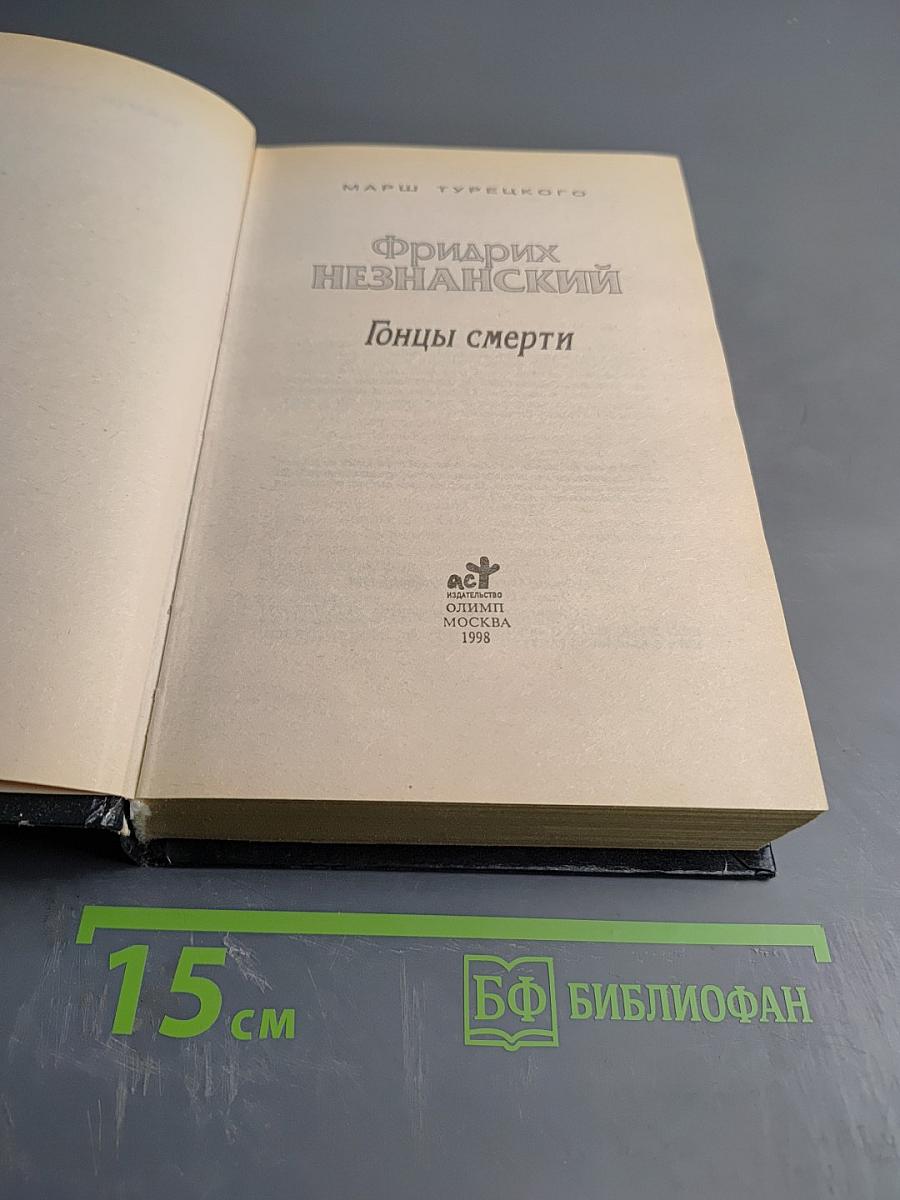 МАРШ ТУРЕЦКОГО
Фридрих
НЕЗНАНСКИЙ
Гонцы смерти
аст
ИЗДАТЕЛЬСТВО
ОЛИМП
МОСКВА
1998
15 см
БФ БИБЛИОФАН